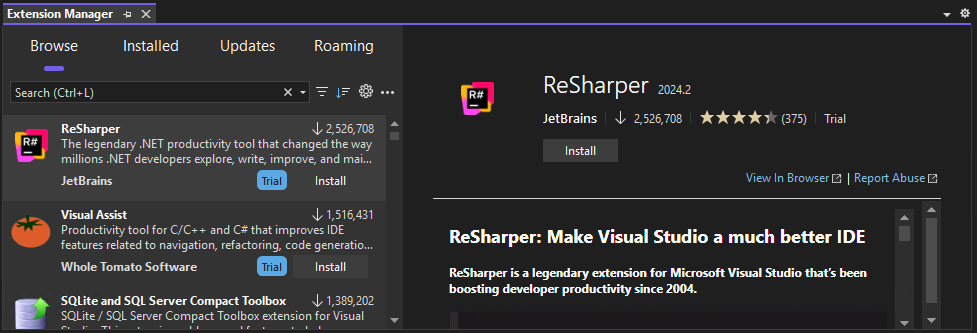 Extension Manager
Browse Installed Updates Roaming
Search (Ctrl+L)
R#
ReSharper 2,526,708
The legendary .NET productivity tool that changed the way
millions .NET developers explore, write, improve, and mai...
JetBrains Trial Install
Visual Assist 1,516,431
Productivity tool for C/C++ and C# that improves IDE
features related to navigation, refactoring, code generatio...
Whole Tomato Software Trial Install
SQLite and SQL Server Compact Toolbox 1,389,202
SQLite / SQL Server Compact Toolbox extension for Visual
R#
ReSharper 2024.2
JetBrains 2,526,708 (375) Trial
Install
View In Browser | Report Abuse
ReSharper: Make Visual Studio a much better IDE
ReSharper is a legendary extension for Microsoft Visual Studio that's been
boosting developer productivity since 2004.